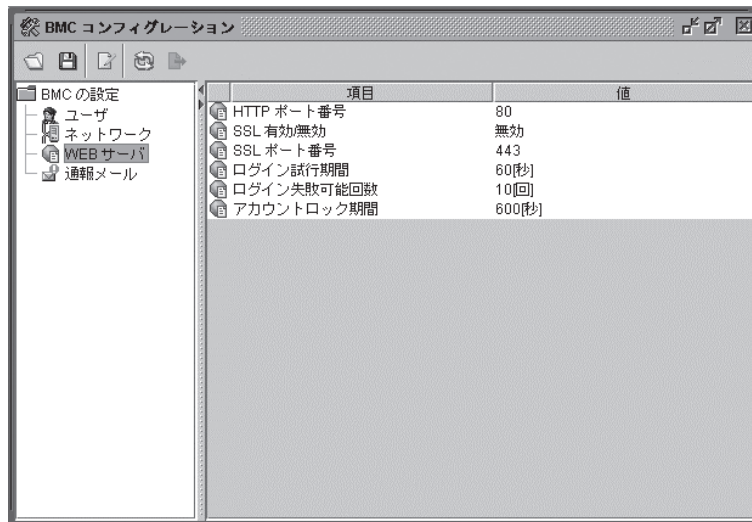 BMC コンフィグレーション
BMC の設定
ユーザ
ネットワーク
WEB サーバ
通報メール
項目 値
HTTP ポート番号 80
SSL 有効/無効 無効
SSL ポート番号 443
ログイン試行期間 60[秒]
ログイン失敗可能回数 10[回]
アカウントロック期間 600[秒]